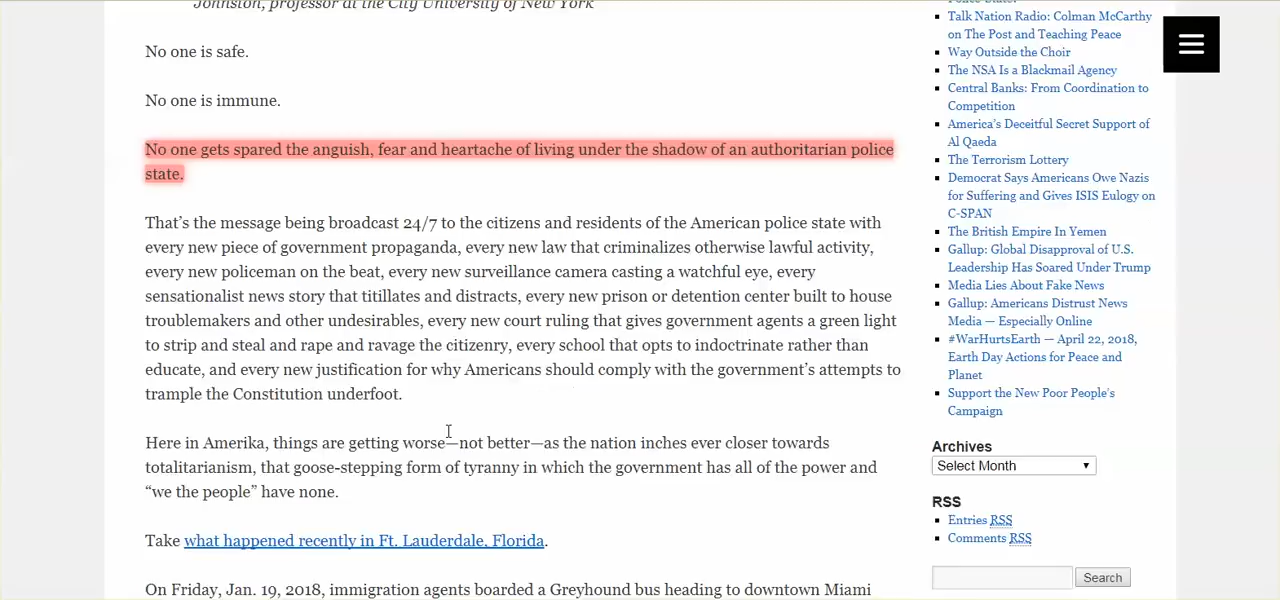 Johnston, professor at the City University of New York
No one is safe.
No one is immune.
No one gets spared the anguish, fear and heartache of living under the shadow of an authoritarian police
state.
That’s the message being broadcast 24/7 to the citizens and residents of the American police state with
every new piece of government propaganda, every new law that criminalizes otherwise lawful activity,
every new policeman on the beat, every new surveillance camera casting a watchful eye, every
sensationalist news story that titillates and distracts, every new prison or detention center built to house
troublemakers and other undesirables, every new court ruling that gives government agents a green light
to strip and steal and rape and ravage the citizenry, every school that opts to indoctrinate rather than
educate, and every new justification for why Americans should comply with the government’s attempts to
trample the Constitution underfoot.
Here in Amerika, things are getting worse—not better—as the nation inches ever closer towards
totalitarianism, that goose-stepping form of tyranny in which the government has all of the power and
“we the people” have none.
Take what happened recently in Ft. Lauderdale, Florida.
On Friday, Jan. 19, 2018, immigration agents boarded a Greyhound bus heading to downtown Miami
Police State?
Talk Nation Radio: Colman McCarthy
on The Post and Teaching Peace
Way Outside the Choir
The NSA Is a Blackmail Agency
Central Banks: From Coordination to
Competition
America’s Deceitful Secret Support of
Al Qaeda
The Terrorism Lottery
Democrat Says Americans Owe Nazis
for Suffering and Gives ISIS Eulogy on
C-SPAN
The British Empire In Yemen
Gallup: Global Disapproval of U.S.
Leadership Has Soared Under Trump
Media Lies About Fake News
Gallup: Americans Distrust News
Media — Especially Online
#WarHurtsEarth — April 22, 2018,
Earth Day Actions for Peace and
Planet
Support the New Poor People’s
Campaign
Archives
Select Month
RSS
Entries RSS
Comments RSS
Search